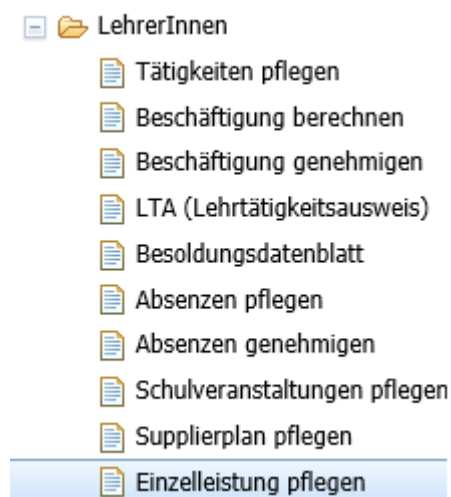 LehrerInnen
Tätigkeiten pflegen
Beschäftigung berechnen
Beschäftigung genehmigen
LTA (Lehrtätigkeitsausweis)
Besoldungsdatenblatt
Absenzen pflegen
Absenzen genehmigen
Schulveranstaltungen pflegen
Supplierplan pflegen
Einzelleistung pflegen